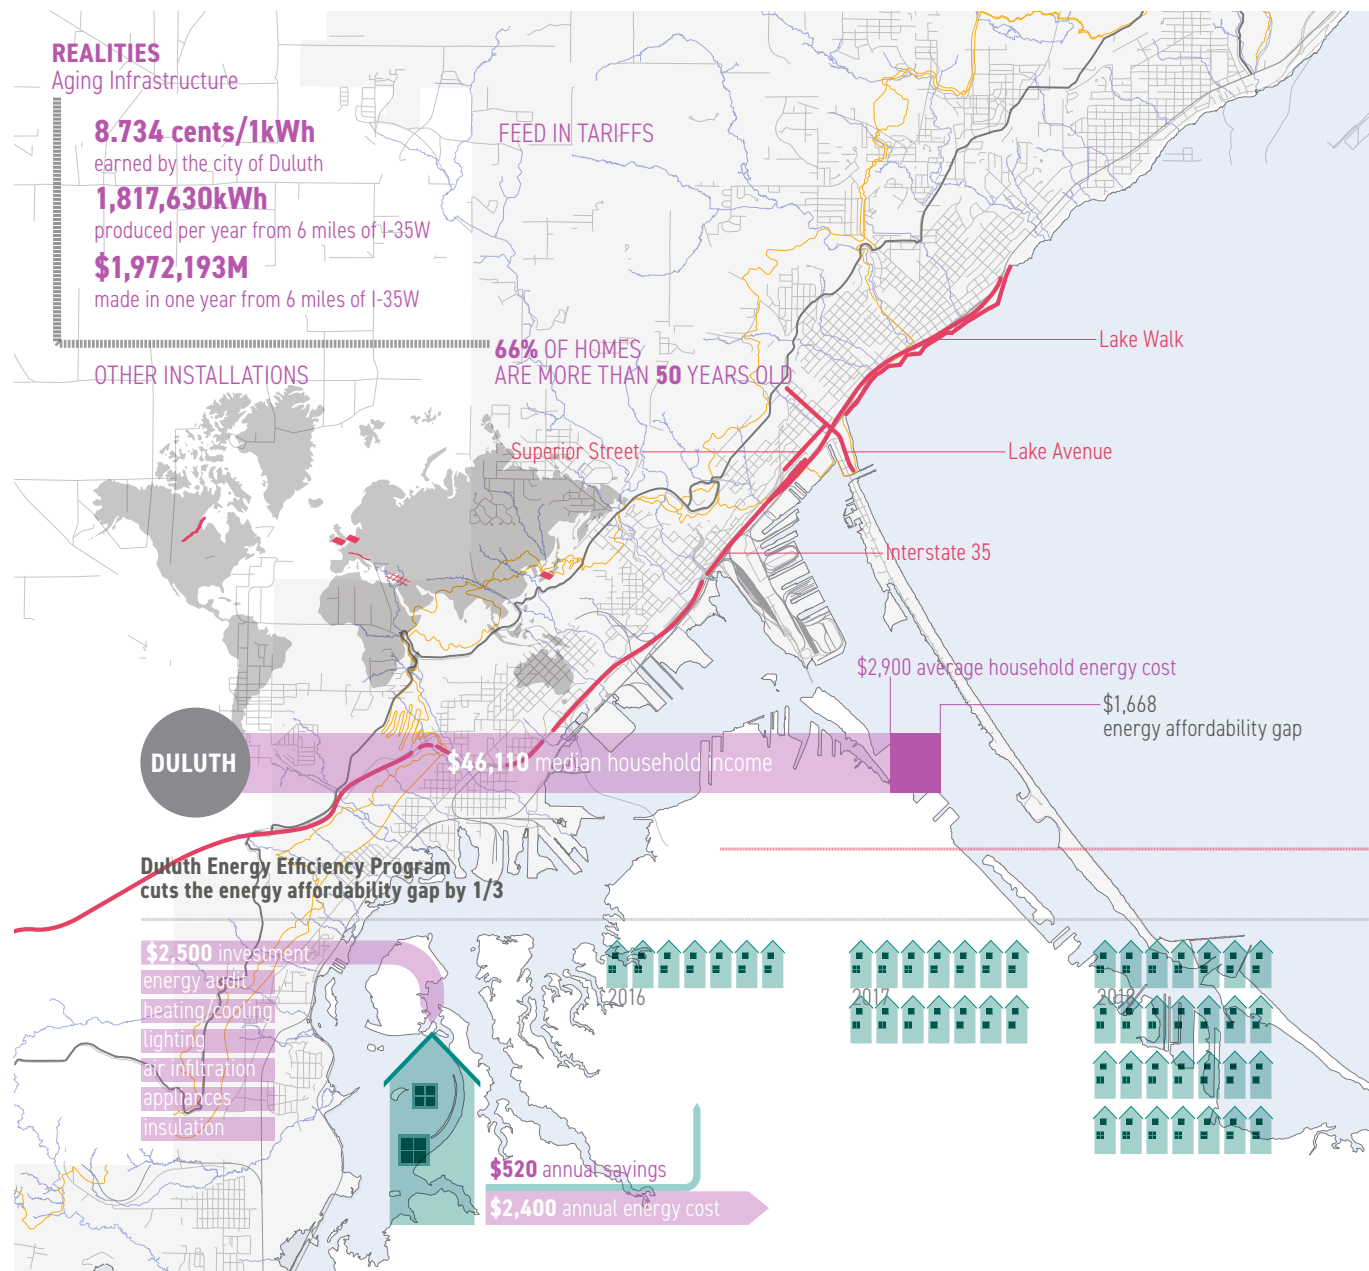 REALITIES
Aging Infrastructure
8.734 cents/1kWh
earned by the city of Duluth
1,817,630kWh
produced per year from 6 miles of I-35W
$1,972,193M
made in one year from 6 miles of I-35W
FEED IN TARIFFS
66% OF HOMES
ARE MORE THAN 50 YEARS OLD
OTHER INSTALLATIONS
Lake Walk
Superior Street
Lake Avenue
Interstate 35
$2,900 average household energy cost
$1,668
energy affordability gap
DULUTH
$46,110 median household income
Duluth Energy Efficiency Program
cuts the energy affordability gap by 1/3
$2,500 investment
energy audit
heating/cooling
lighting
air infiltration
appliances
insulation
2016
2017
2018
$520 annual savings
$2,400 annual energy cost